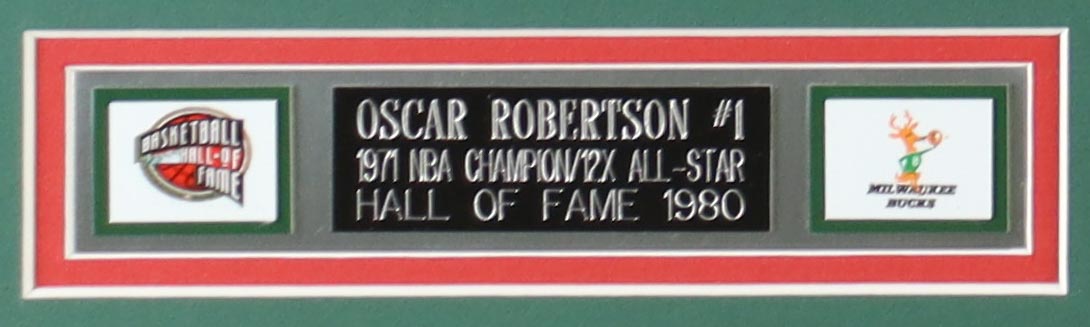 BASKETBALL
HALL-OF
FAME
OSCAR ROBERTSON #1
1971 NBA CHAMPION/12X ALL-STAR
HALL OF FAME 1980
MILWAUKEE
BUCKS